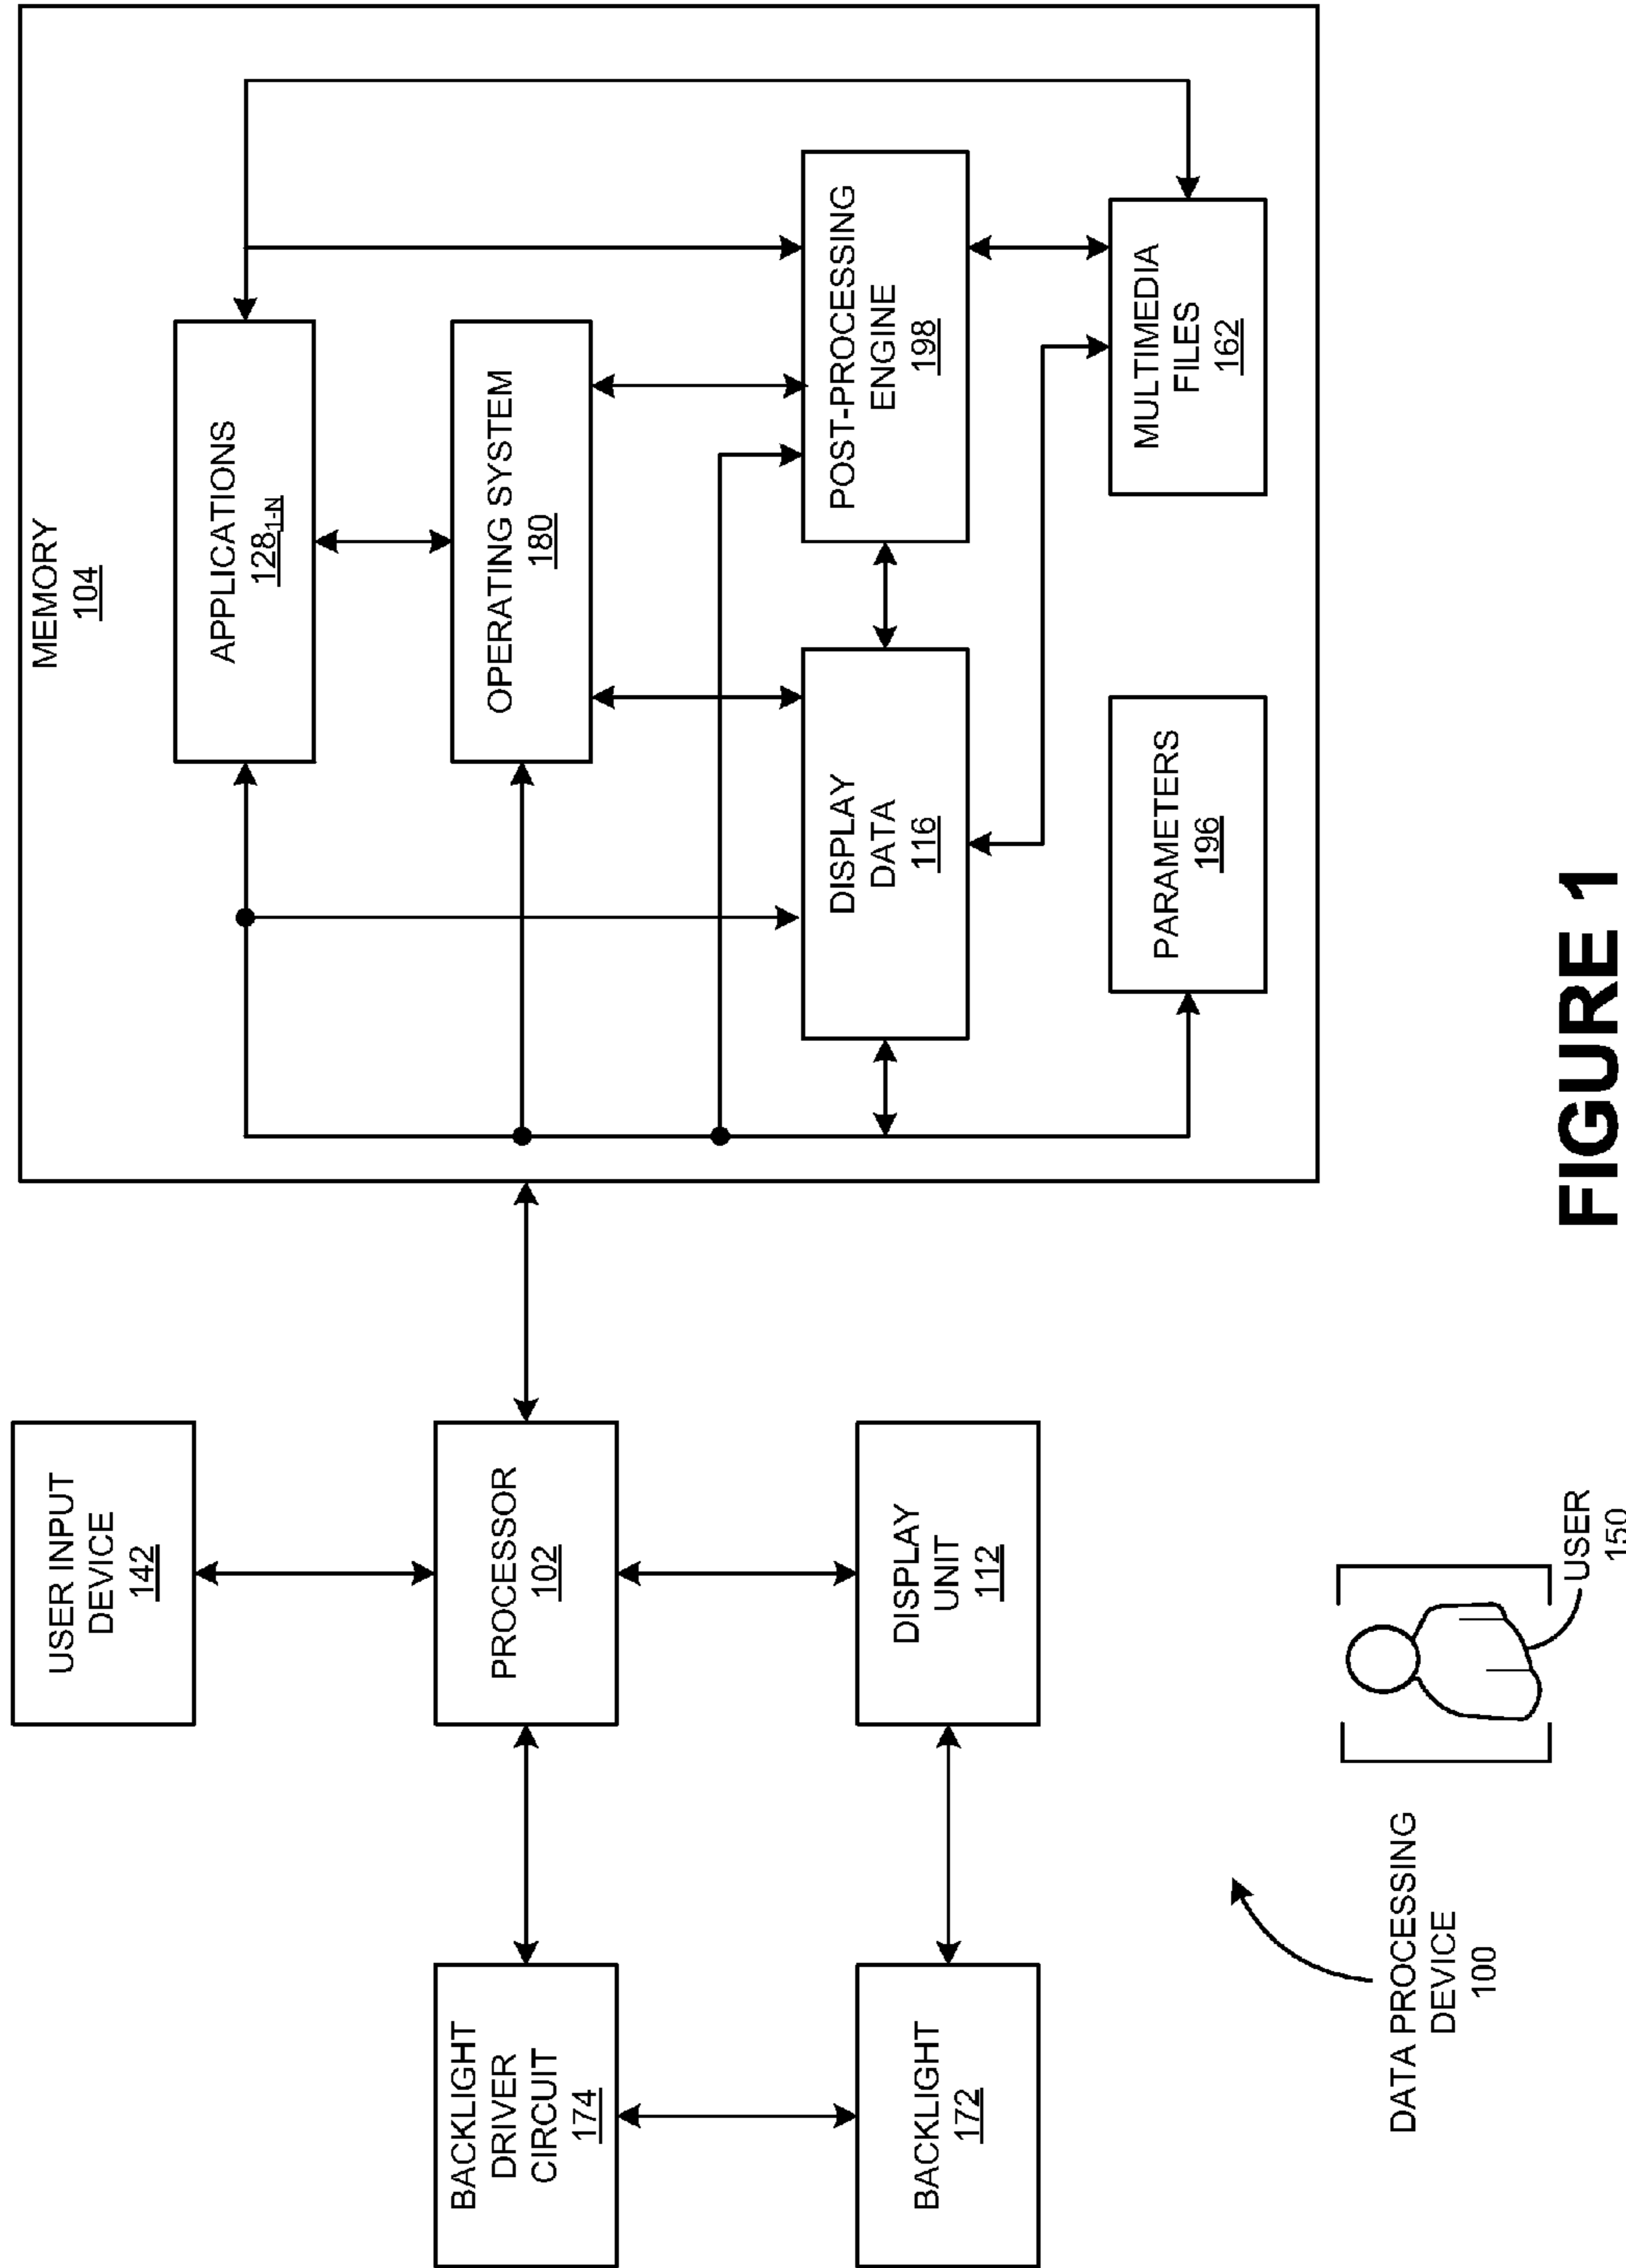 USER INPUT
DEVICE
142
PROCESSOR
102
DISPLAY
UNIT
112
BACKLIGHT
DRIVER
CIRCUIT
174
BACKLIGHT
172
MEMORY
104
APPLICATIONS
128₁₋N
OPERATING SYSTEM
180
DISPLAY
DATA
116
POST-PROCESSING
ENGINE
198
PARAMETERS
196
MULTIMEDIA
FILES
162
DATA PROCESSING
DEVICE
100
USER
150
FIGURE 1